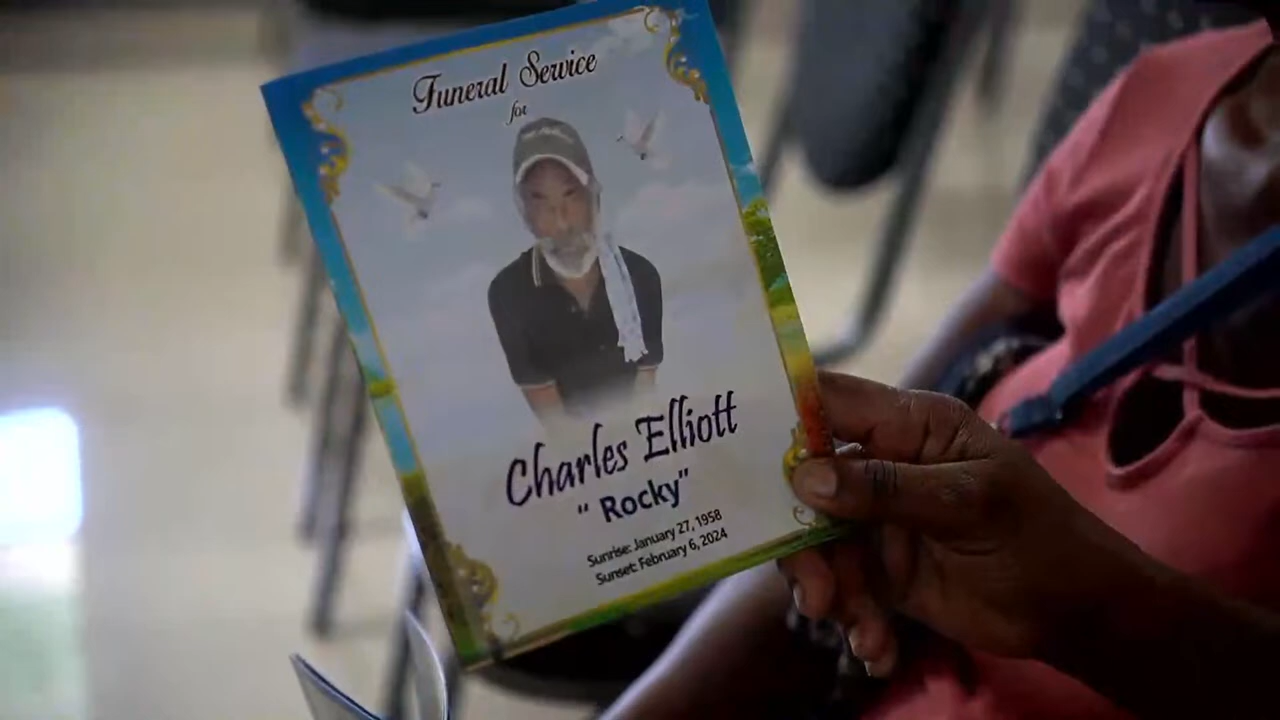 Funeral Service
for
Charles Elliott
"Rocky"
Sunrise: January 27, 1958
Sunset: February 6, 2024